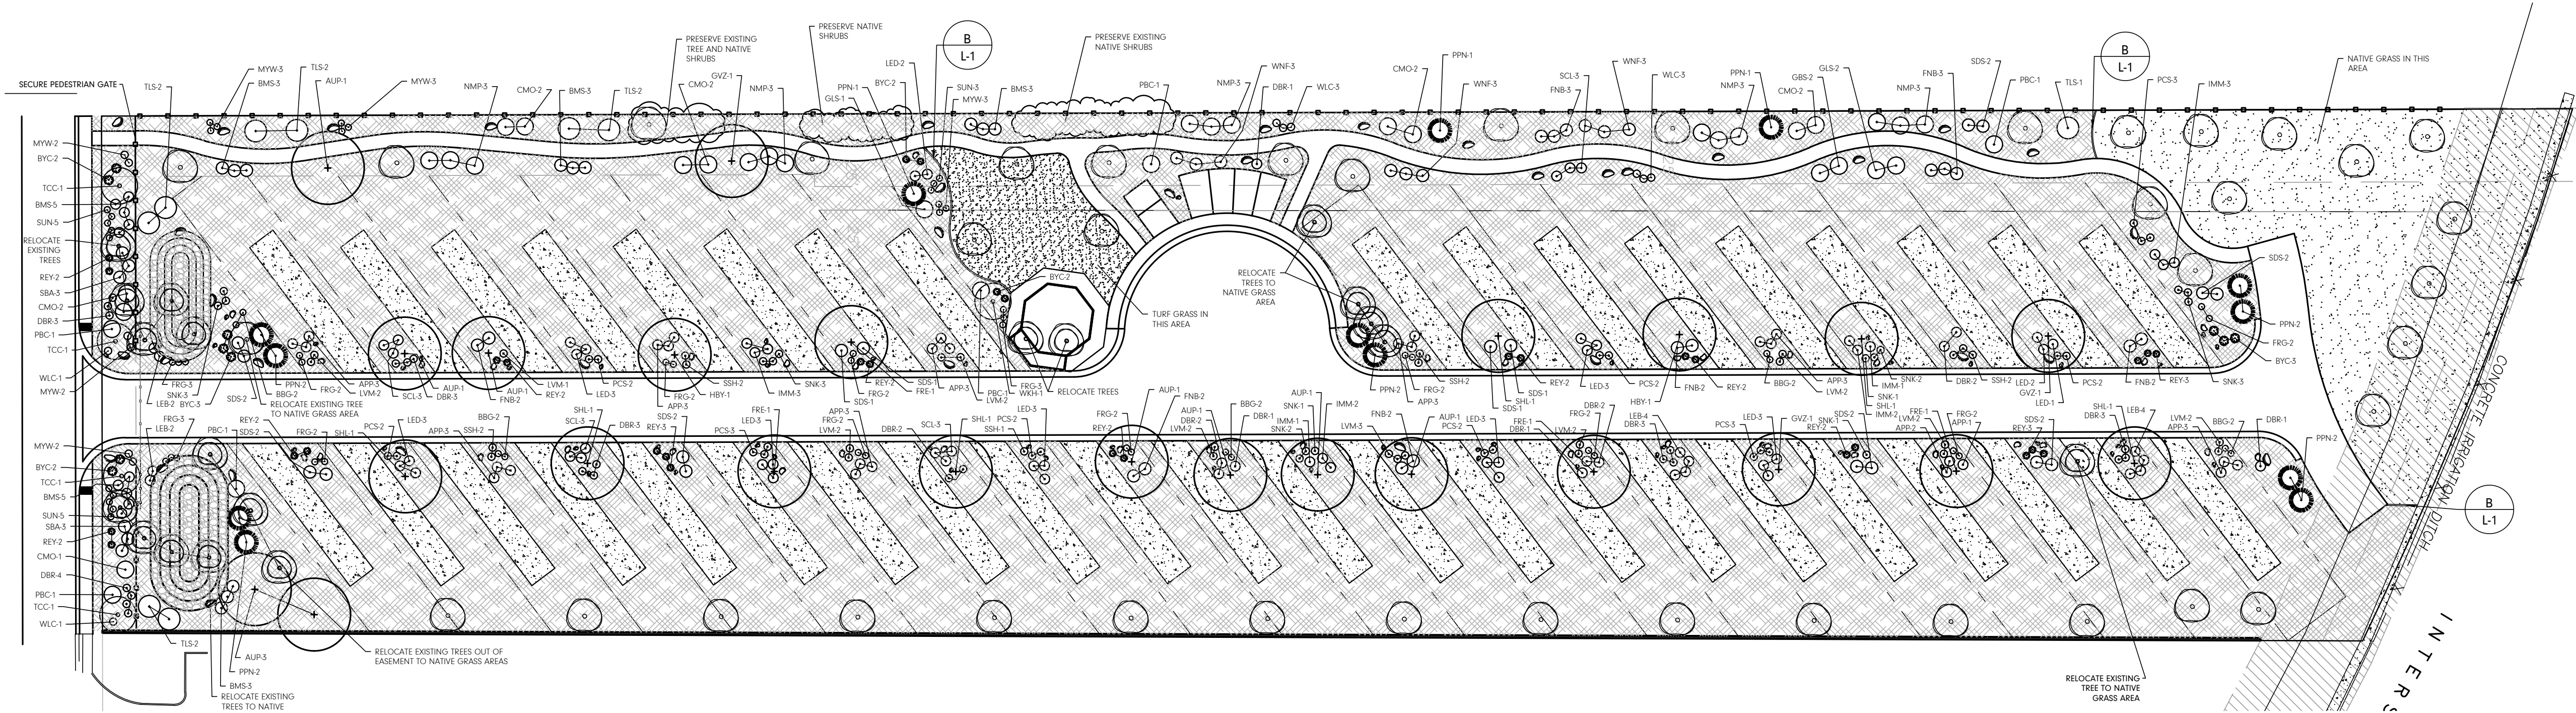 PRESERVE NATIVE
SHRUBS
PRESERVE EXISTING
TREE AND NATIVE
SHRUBS
B
L-1
PRESERVE EXISTING
NATIVE SHRUBS
B
L-1
NATIVE GRASS IN THIS
AREA
SECURE PEDESTRIAN GATE
TLS-2
MYW-3
BMS-3
TLS-2
AUP-1
MYW-3
NMP-3
CMO-2
BMS-3
TLS-2
GVZ-1
CMO-2
NMP-3
PPN-1
GLS-1
LED-2
BYC-2
SUN-3
MYW-3
BMS-3
PBC-1
NMP-3
WNF-3
DBR-1
WLC-3
CMO-2
PPN-1
WNF-3
SCL-3
FNB-3
WNF-3
WLC-3
PPN-1
NMP-3
GBS-2
CMO-2
GLS-2
NMP-3
FNB-3
SDS-2
PBC-1
TLS-1
PCS-3
IMM-3
MYW-2
BYC-2
TCC-1
BMS-5
SUN-5
RELOCATE
EXISTING
TREES
REY-2
SBA-3
CMO-2
DBR-3
PBC-1
TCC-1
WLC-1
MYW-2
BYC-2
TURF GRASS IN
THIS AREA
RELOCATE
TREES TO
NATIVE GRASS
AREA
SDS-2
PPN-2
FRG-2
BYC-3
SNK-3
FRG-3
SNK-3
LEB-2
BYC-3
SDS-2
BBG-2
PPN-2
FRG-2
APP-3
LVM-2
RELOCATE EXISTING TREE
TO NATIVE GRASS AREA
SCL-3
AUP-1
DBR-3
AUP-1
FNB-2
LVM-1
REY-2
LED-3
PCS-2
FRG-2
APP-3
SSH-2
HBY-1
IMM-3
SNK-3
REY-2
FRG-2
SDS-1
SDS-1
FRE-1
APP-3
PBC-1
LVM-2
FRG-3
WKH-1
RELOCATE TREES
PPN-2
SSH-2
FRG-2
APP-3
SDS-1
SHL-1
SDS-1
REY-2
LED-3
PCS-2
HBY-1
FNB-2
REY-2
BBG-2
APP-3
LVM-2
SNK-2
IMM-1
SNK-1
SHL-1
IMM-2
DBR-2
SSH-2
LED-2
GVZ-1
LED-1
PCS-2
FNB-2
REY-3
MYW-2
BYC-2
TCC-1
BMS-5
SUN-5
SBA-3
REY-2
CMO-1
DBR-4
PBC-1
TCC-1
WLC-1
FRG-3
LEB-2
PBC-1
REY-2
SDS-2
FRG-2
SHL-1
PCS-2
LED-3
APP-3
SSH-2
BBG-2
SHL-1
SCL-3
DBR-3
SDS-2
REY-3
PCS-3
FRE-1
LED-3
APP-3
FRG-2
LVM-2
DBR-2
SCL-3
SHL-1
PCS-2
SSH-1
LED-3
FRG-2
REY-2
AUP-1
FNB-2
AUP-1
DBR-2
LVM-2
BBG-2
DBR-1
AUP-1
SNK-1
IMM-1
SNK-2
IMM-2
LVM-3
FNB-2
AUP-1
PCS-2
LED-3
FRE-1
DBR-1
DBR-2
FRG-2
LVM-2
LEB-4
DBR-3
PCS-3
LED-3
GVZ-1
SNK-1
REY-2
SDS-2
FRE-1
APP-2
LVM-2
FRG-2
APP-1
SDS-2
REY-3
SHL-1
DBR-3
LEB-4
LVM-2
APP-3
BBG-2
DBR-1
PPN-2
B
L-1
CONCRETE IRRIGATION DITCH
TLS-2
AUP-3
PPN-2
BMS-3
RELOCATE EXISTING
TREES TO NATIVE
RELOCATE EXISTING TREES OUT OF
EASEMENT TO NATIVE GRASS AREAS
RELOCATE EXISTING
TREE TO NATIVE
GRASS AREA
INTERS